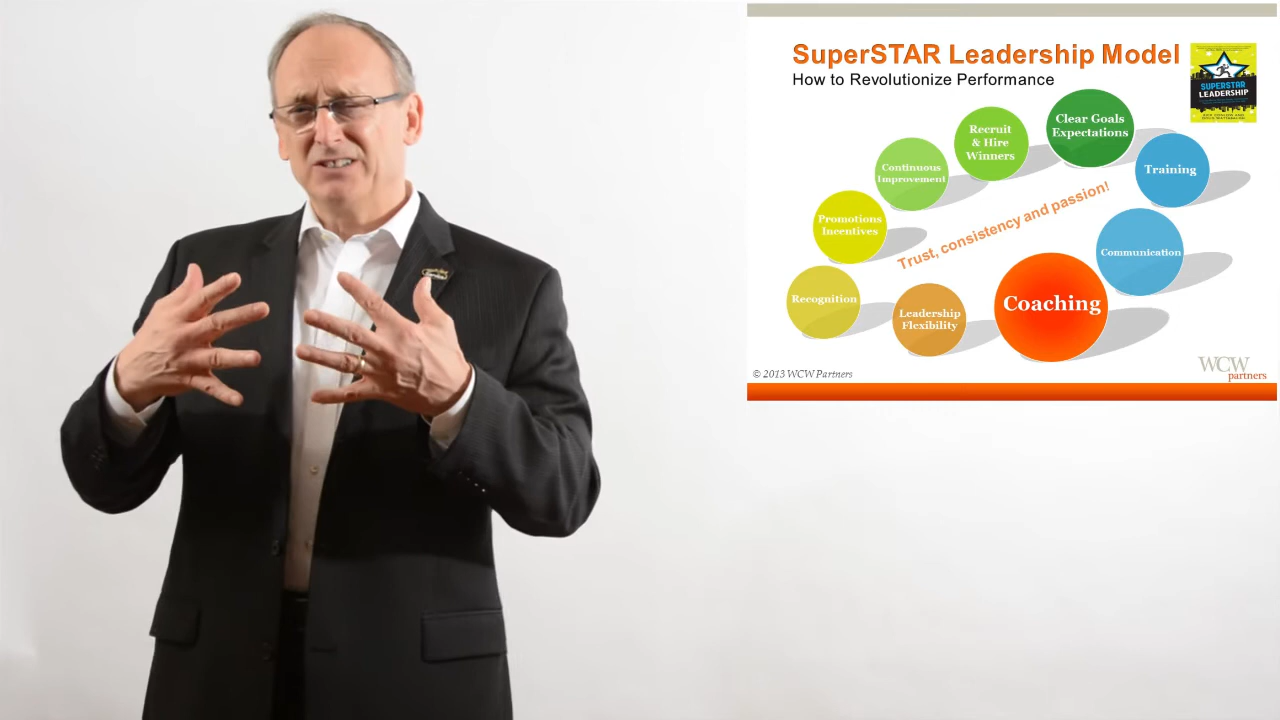 SuperSTAR Leadership Model
How to Revolutionize Performance
SUPERSTAR
LEADERSHIP
Clear Goals
Expectations
Recruit
& Hire
Winners
Continuous
Improvement
Training
Promotions
Incentives
Trust, consistency and passion!
Communication
Recognition
Leadership
Flexibility
Coaching
© 2013 WCW Partners
WCW
partners